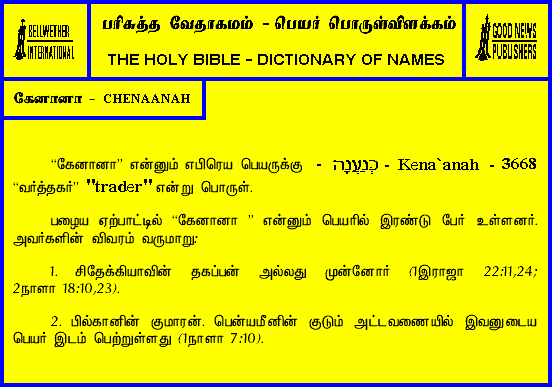 BELLWETHER
INTERNATIONAL
பரிசுத்த வேதாகமம் - பெயர் பொருள்விளக்கம்
THE HOLY BIBLE - DICTIONARY OF NAMES
GOOD NEWS
PUBLISHERS
கேனானா - CHENAANAH
“கேனானா” என்னும் எபிரெய பெயருக்கு - כְּנַעֲנָה - Kena`anah - 3668
“வர்த்தகர்” "trader" என்று பொருள்.
பழைய ஏற்பாட்டில் “கேனானா ” என்னும் பெயரில் இரண்டு பேர் உள்ளனர்.
அவர்களின் விவரம் வருமாறு:
1. சிதேக்கியாவின் தகப்பன் அல்லது முன்னோர் (1இராஜா 22:11,24;
2நாளா 18:10,23).
2. பில்கானின் குமாரன். பென்யமீனின் குடும் அட்டவணையில் இவனுடைய
பெயர் இடம் பெற்றுள்ளது (1நாளா 7:10).